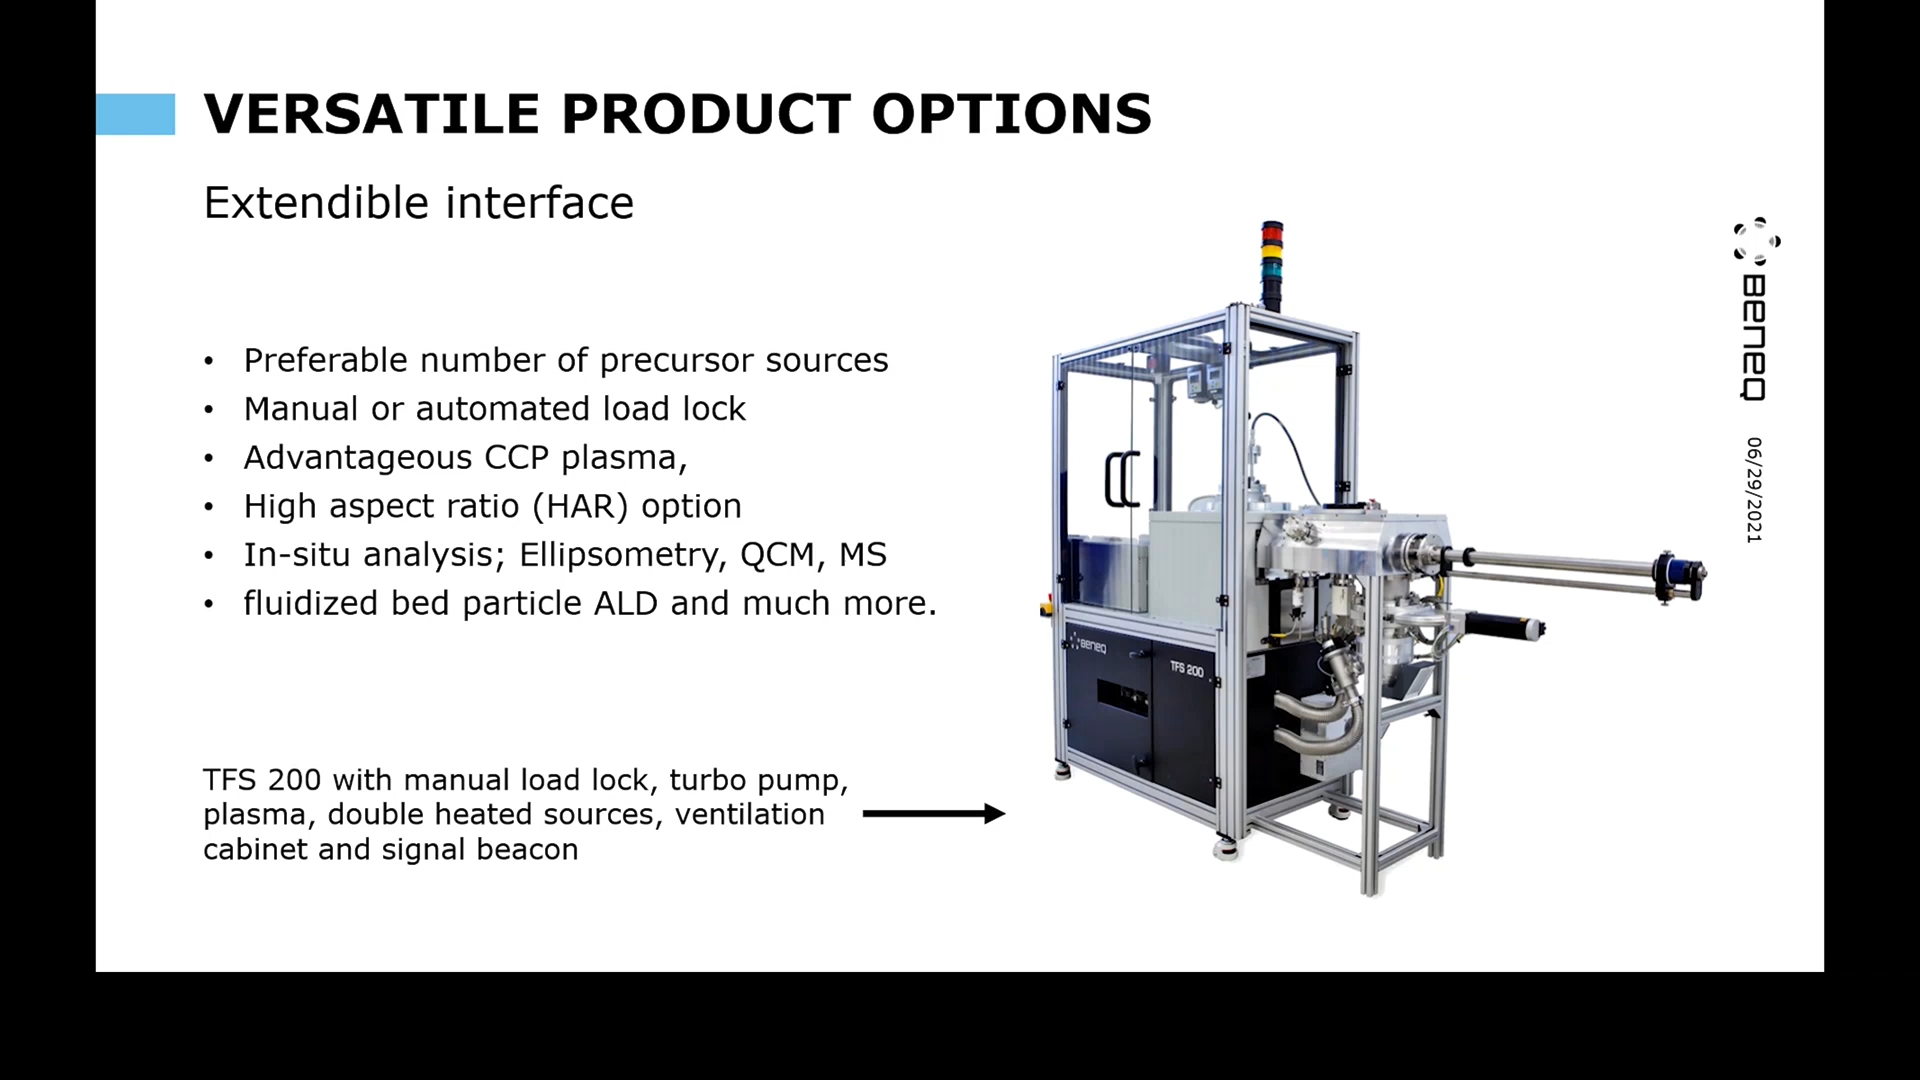 VERSATILE PRODUCT OPTIONS
Extendible interface
• Preferable number of precursor sources
• Manual or automated load lock
• Advantageous CCP plasma,
• High aspect ratio (HAR) option
• In-situ analysis; Ellipsometry, QCM, MS
• fluidized bed particle ALD and much more.
TFS 200 with manual load lock, turbo pump,
plasma, double heated sources, ventilation
cabinet and signal beacon
BENEQ
TFS 200
BENEQ
06/29/2021